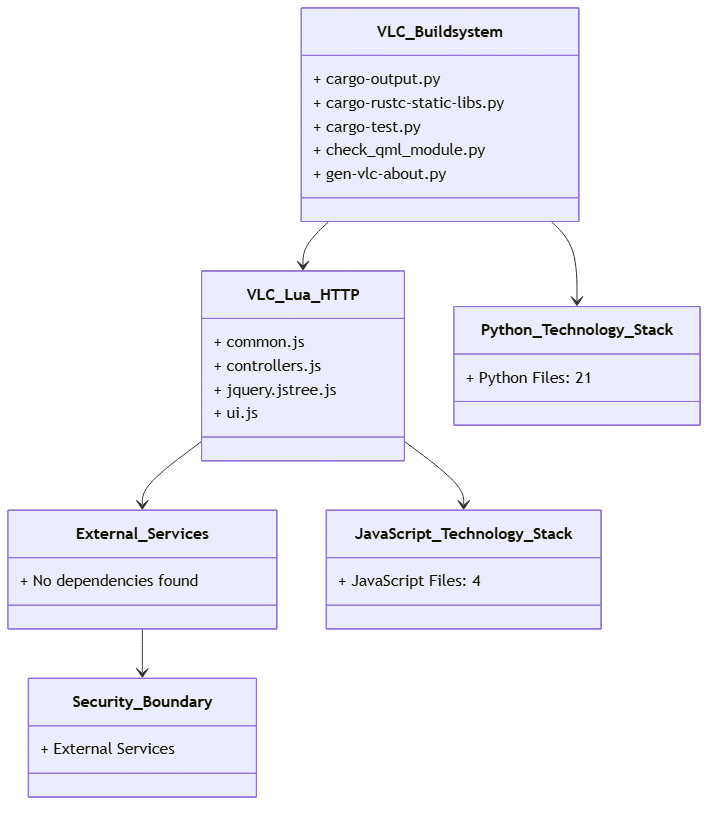 VLC_Buildsystem
+ cargo-output.py
+ cargo-rustc-static-libs.py
+ cargo-test.py
+ check_qml_module.py
+ gen-vlc-about.py
VLC_Lua_HTTP
+ common.js
+ controllers.js
+ jquery.jstree.js
+ ui.js
Python_Technology_Stack
+ Python Files: 21
External_Services
+ No dependencies found
JavaScript_Technology_Stack
+ JavaScript Files: 4
Security_Boundary
+ External Services